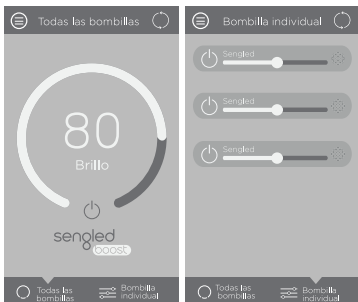 Todas las bombillas
80
Brillo
sengled
boost
Todas las
bombillas
Bombilla
individual
Bombilla individual
Sengled
Sengled
Sengled
Todas las
bombillas
Bombilla
individual